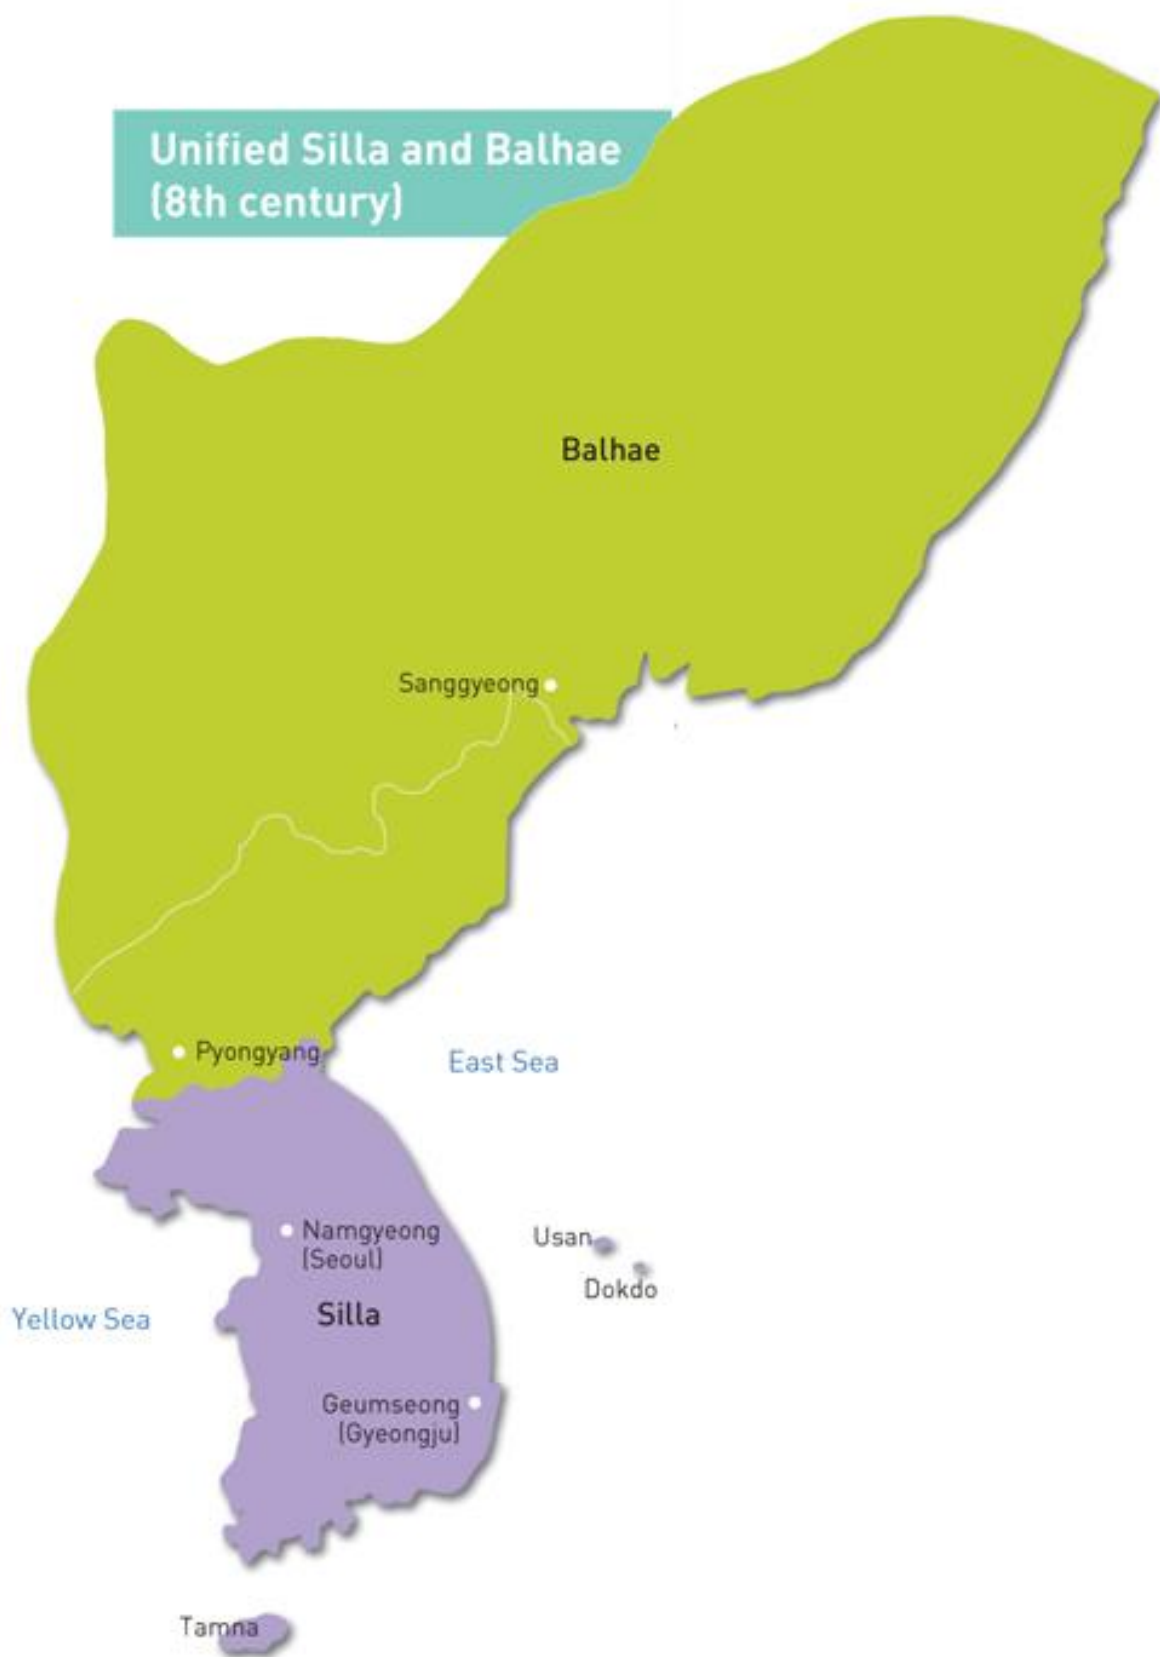 Unified Silla and Balhae
(8th century)
Balhae
Sanggyeong
Pyongyang
East Sea
Namgyeong
(Seoul)
Usan
Dokdo
Yellow Sea
Silla
Geumseong
(Gyeongju)
Tamna